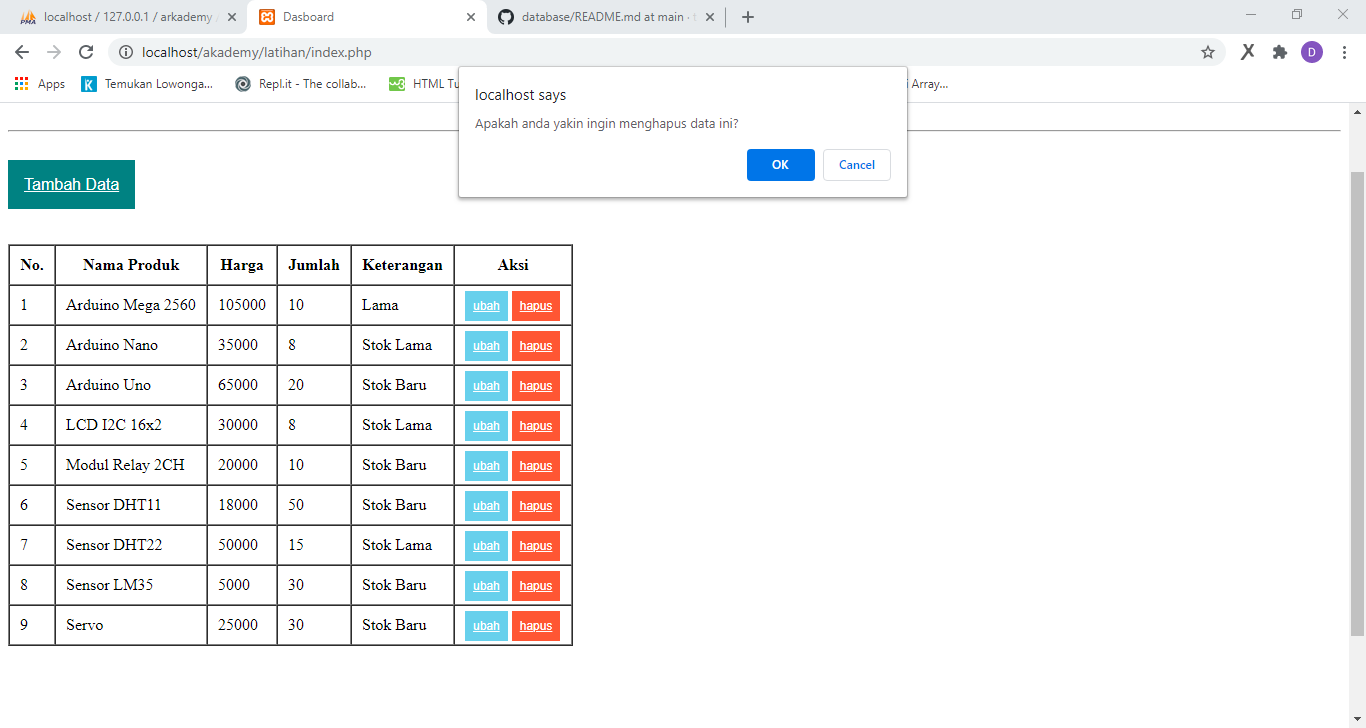 PMA localhost / 127.0.0.1 / arkademy Dasboard database/README.md at main ·
localhost/akademy/latihan/index.php D
Apps Temukan Lowonga... Repl.it - The collab... HTML Tu i Array...
localhost says
Apakah anda yakin ingin menghapus data ini?
OK Cancel
Tambah Data
No. Nama Produk Harga Jumlah Keterangan Aksi
1 Arduino Mega 2560 105000 10 Lama ubah hapus
2 Arduino Nano 35000 8 Stok Lama ubah hapus
3 Arduino Uno 65000 20 Stok Baru ubah hapus
4 LCD I2C 16x2 30000 8 Stok Lama ubah hapus
5 Modul Relay 2CH 20000 10 Stok Baru ubah hapus
6 Sensor DHT11 18000 50 Stok Baru ubah hapus
7 Sensor DHT22 50000 15 Stok Lama ubah hapus
8 Sensor LM35 5000 30 Stok Baru ubah hapus
9 Servo 25000 30 Stok Baru ubah hapus